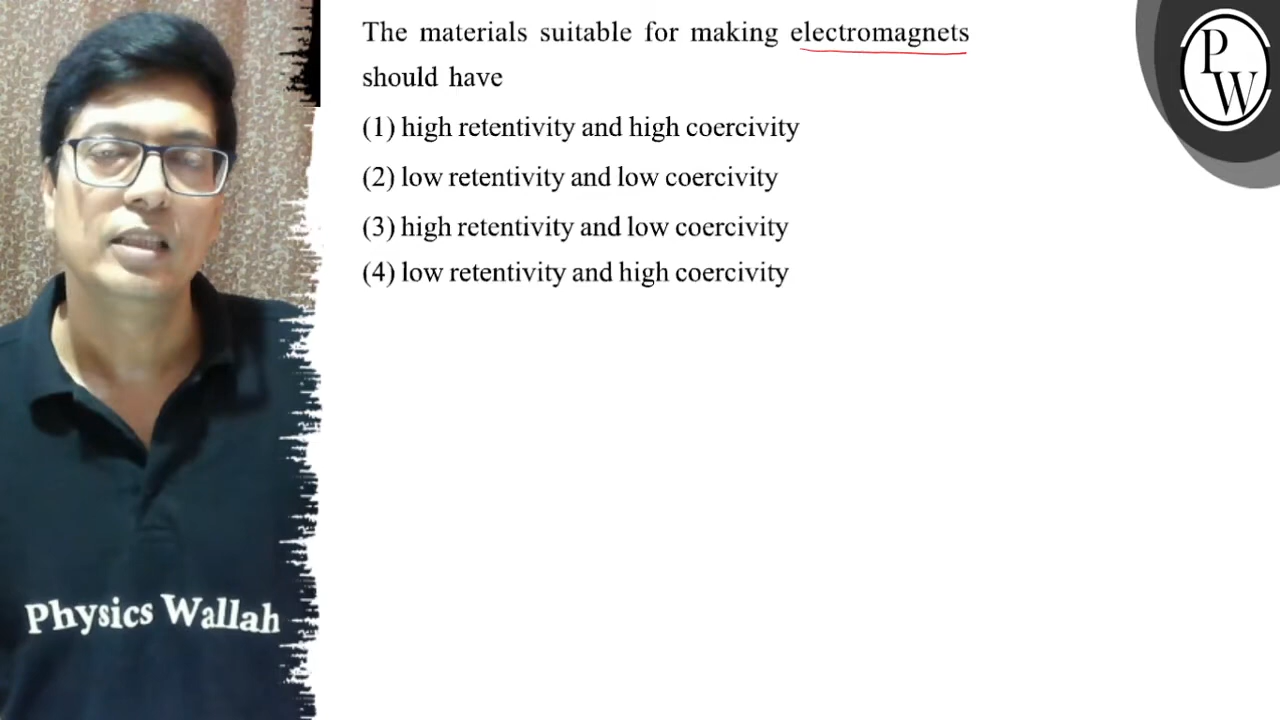 The materials suitable for making electromagnets
should have
(1) high retentivity and high coercivity
(2) low retentivity and low coercivity
(3) high retentivity and low coercivity
(4) low retentivity and high coercivity
P
W
Physics Wallah